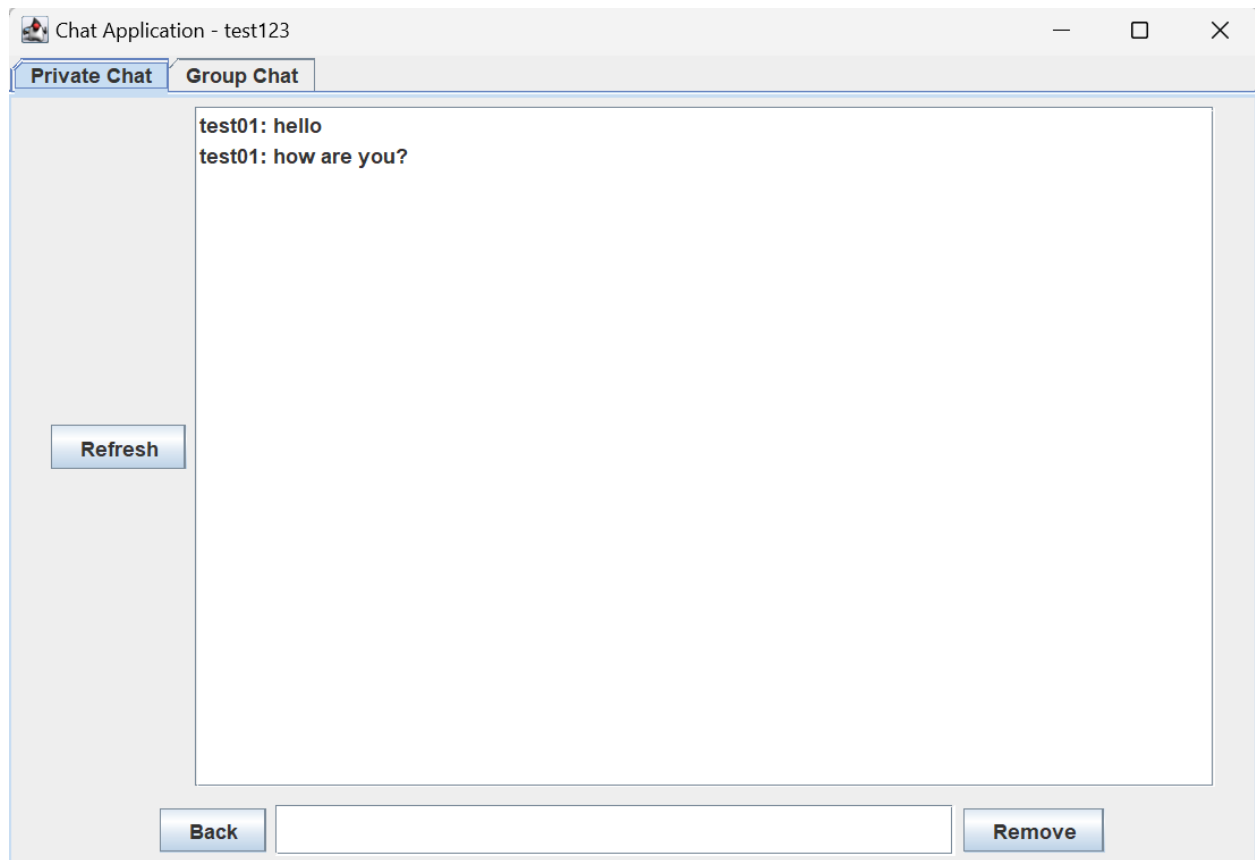 Chat Application - test123
Private Chat Group Chat
test01: hello
test01: how are you?
Refresh
Back Remove